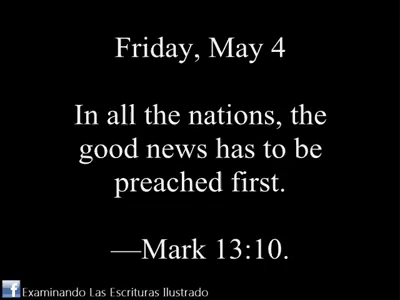 Friday, May 4
In all the nations, the
good news has to be
preached first.
—Mark 13:10.
Examinando Las Escrituras Ilustrado